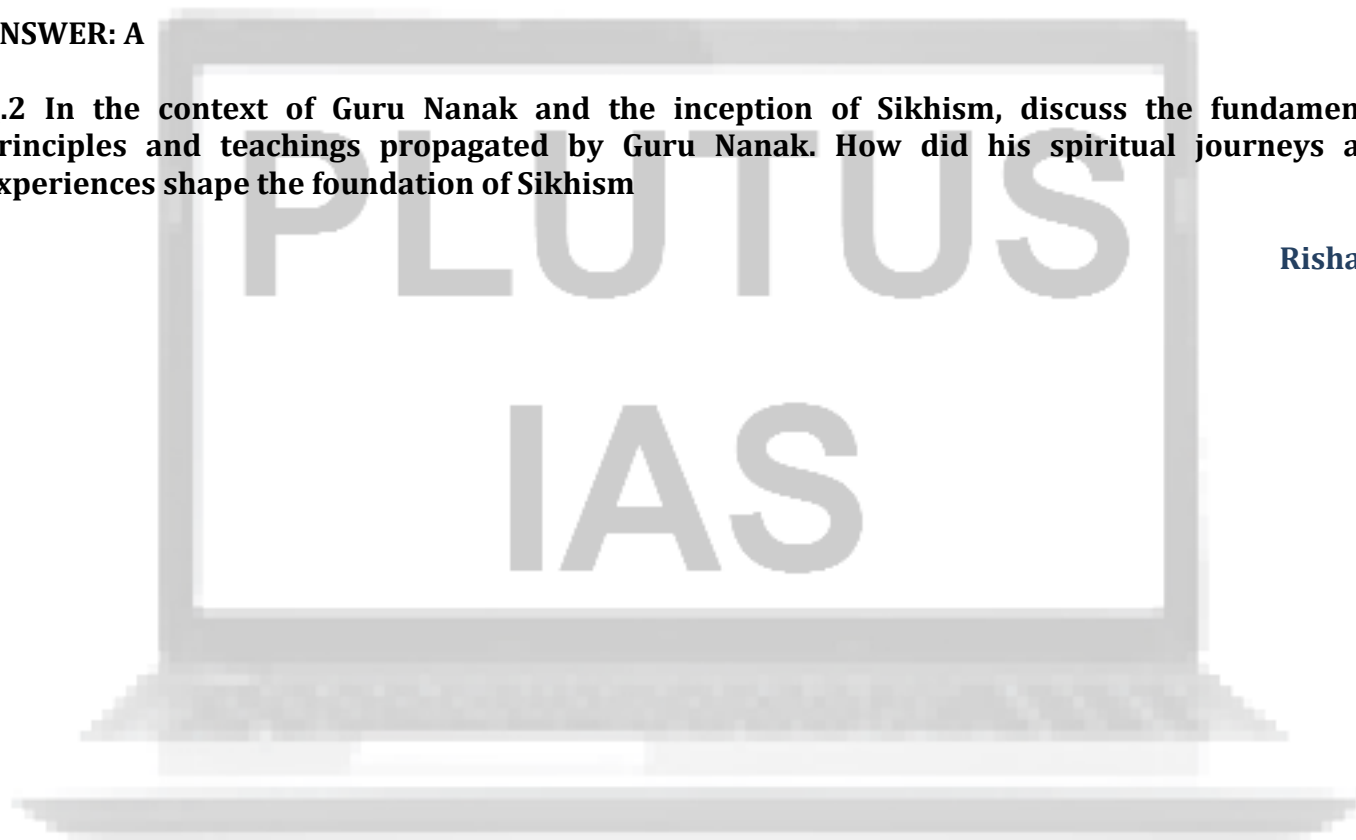 NSWER: A
.2 In the context of Guru Nanak and the inception of Sikhism, discuss the fundamen
rinciples and teachings propagated by Guru Nanak. How did his spiritual journeys a
xperiences shape the foundation of Sikhism
Risha
PLUTUS
IAS